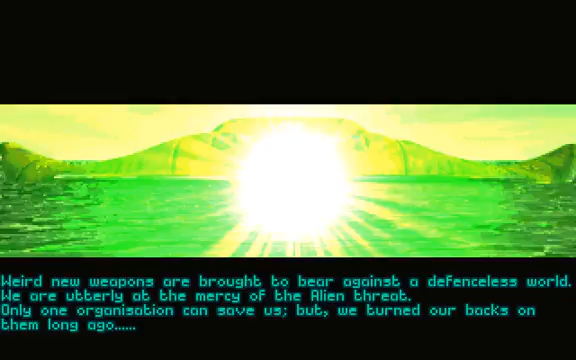 Weird new weapons are brought to bear against a defenceless world.
We are utterly at the mercy of the Alien threat.
Only one organisation can save us; but, we turned our backs on
them long ago......